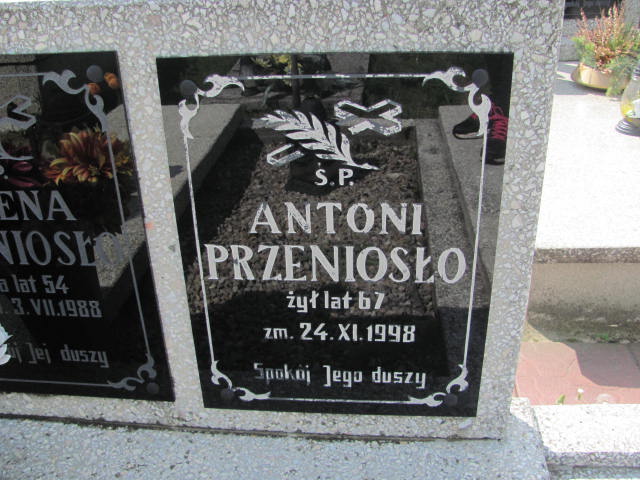 ENA
NIOSŁO
a lat 54
3. VII. 1988
j Jej duszy
Ś.P.
ANTONI
PRZENIOSŁO
żył lat 67
zm. 24.XI.1998
Spokój Jego duszy